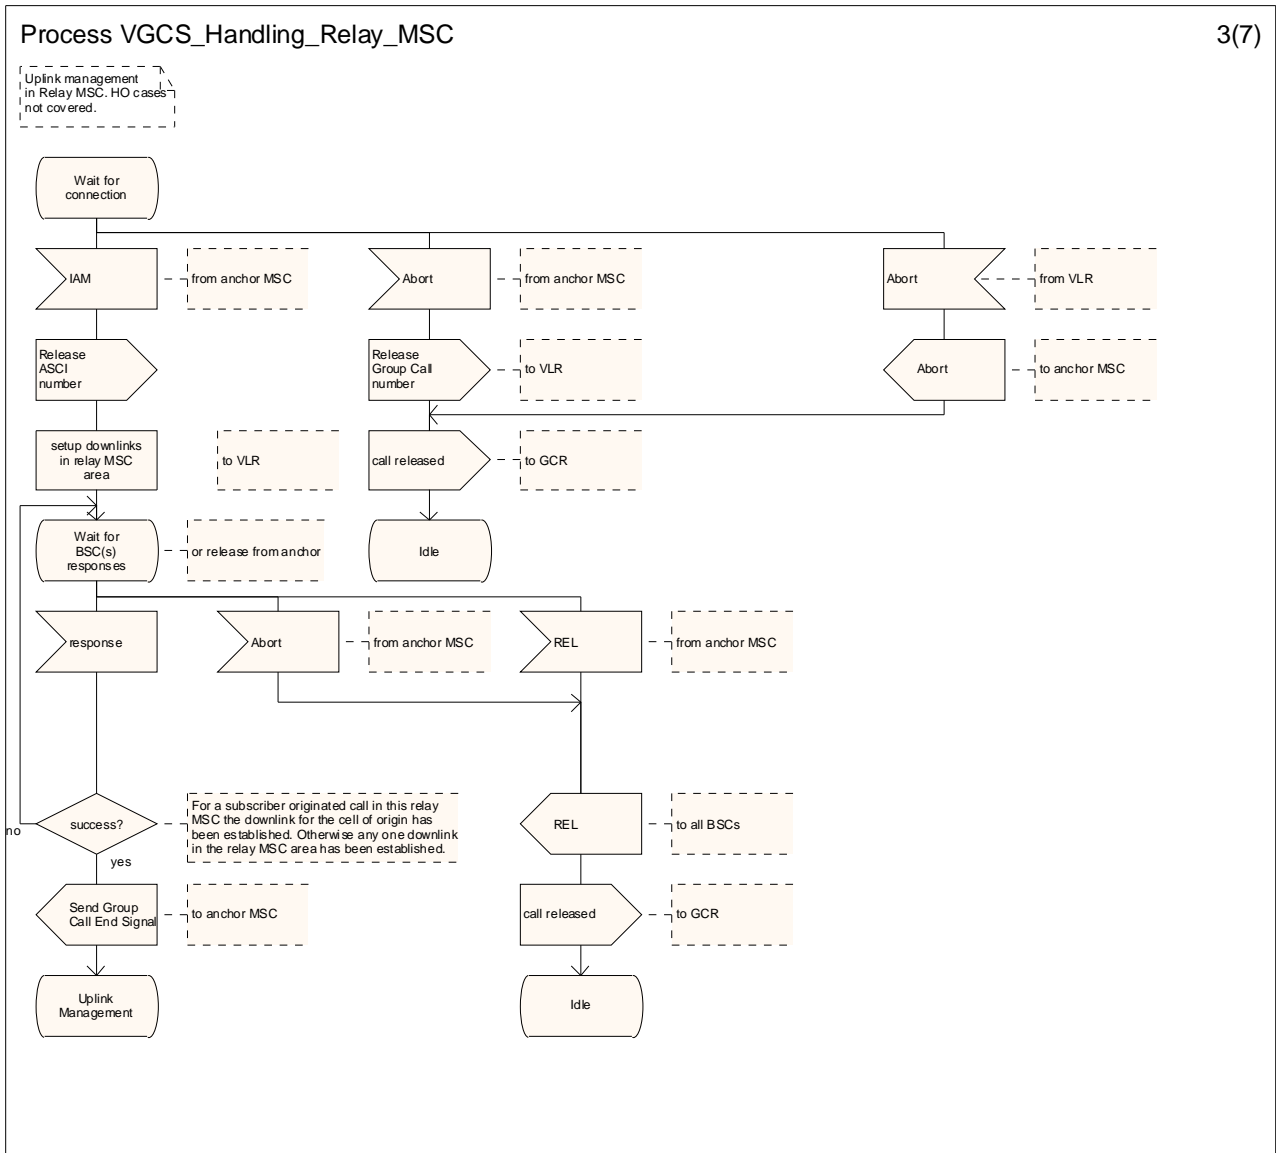 Process VGCS_Handling_Relay_MSC
3(7)
Uplink management
in Relay MSC. HO cases
not covered.
Wait for
connection
IAM
from anchor MSC
Abort
from anchor MSC
Abort
from VLR
Release
ASCI
number
Release
Group Call
number
to VLR
Abort
to anchor MSC
setup downlinks
in relay MSC
area
to VLR
call released
to GCR
Wait for
BSC(s)
responses
or release from anchor
Idle
response
Abort
from anchor MSC
REL
from anchor MSC
no
success?
For a subscriber originated call in this relay
MSC the downlink for the cell of origin has
been established. Otherwise any one downlink
in the relay MSC area has been established.
REL
to all BSCs
yes
Send Group
Call End Signal
to anchor MSC
call released
to GCR
Uplink
Management
Idle